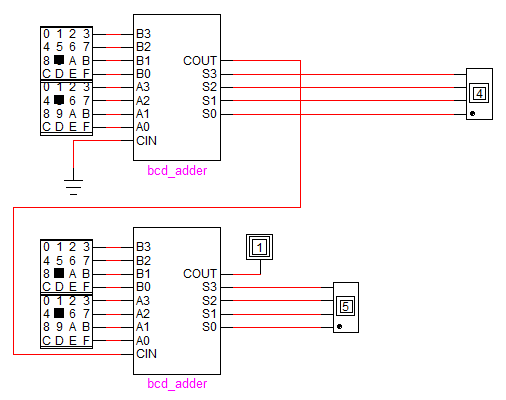 0 1 2 3
4 5 6 7
8 A B
C D E F
0 1 2 3
4 6 7
8 9 A B
C D E F
B3
B2
B1
B0
A3
A2
A1
A0
CIN
COUT
S3
S2
S1
S0
4
bcd_adder
0 1 2 3
4 5 6 7
8 A B
C D E F
0 1 2 3
4 6 7
8 9 A B
C D E F
B3
B2
B1
B0
A3
A2
A1
A0
CIN
COUT
S3
S2
S1
S0
1
5
bcd_adder